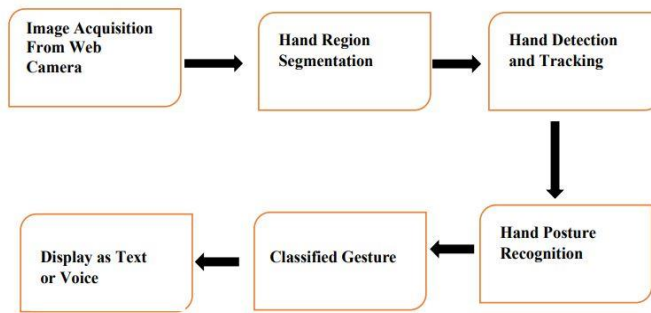 Image Acquisition
From Web
Camera
Hand Region
Segmentation
Hand Detection
and Tracking
Hand Posture
Recognition
Classified Gesture
Display as Text
or Voice